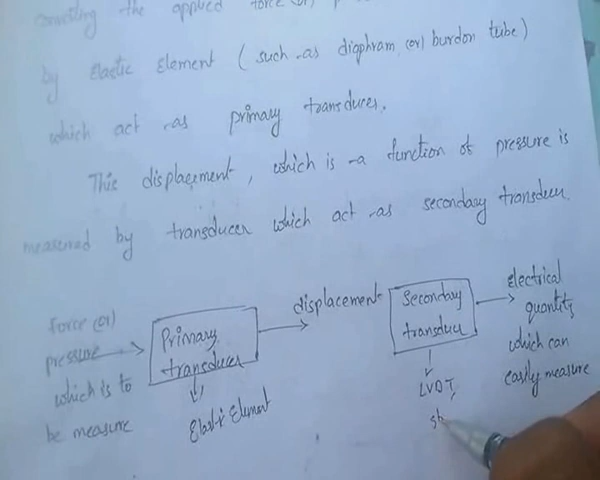 the applied force (or)
by Elastic Element (such as diaphram (or) burdon tube)
which act as primary transducer.
This displacement, which is a function of pressure is
measured by transducer which act as secondary transducer.
force (or)
pressure
which is to
be measure
Primary
transducer
Elastic Element
displacement
Secondary
transducer
LVDT,
st
electrical
quantity
which can
easily measure